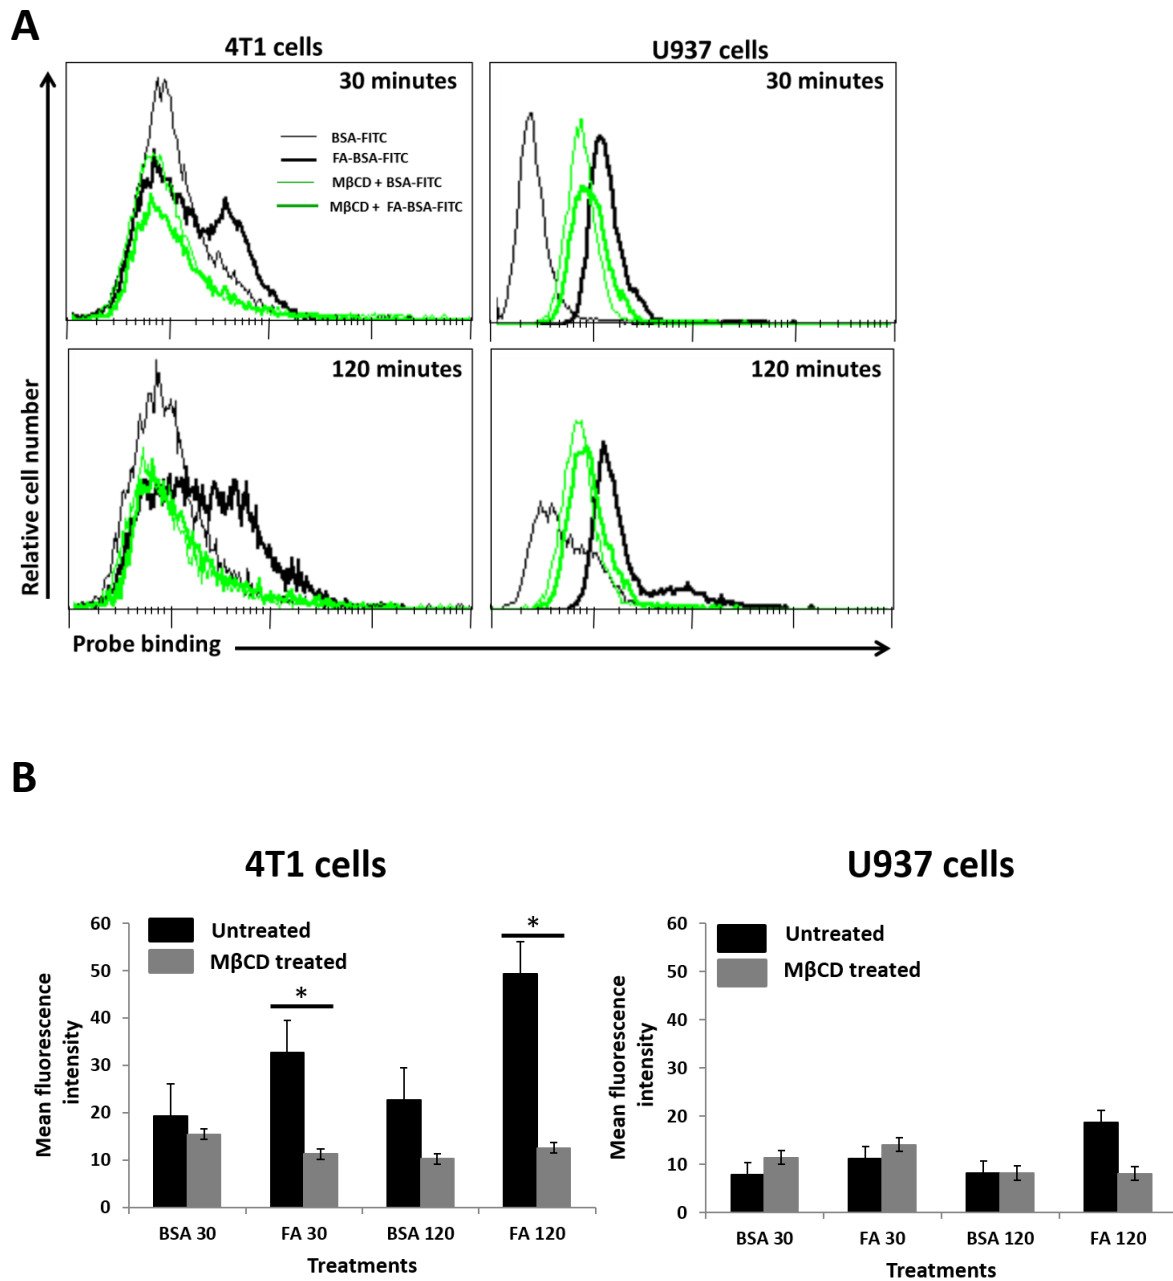 A
4T1 cells
U937 cells
30 minutes
30 minutes
BSA-FITC
FA-BSA-FITC
MβCD + BSA-FITC
MβCD + FA-BSA-FITC
120 minutes
120 minutes
Relative cell number
Probe binding
B
4T1 cells
U937 cells
60
50
40
30
20
10
0
Mean fluorescence
intensity
Untreated
MβCD treated
*
*
BSA 30
FA 30
BSA 120
FA 120
Treatments
60
50
40
30
20
10
0
Mean fluorescence
intensity
Untreated
MβCD treated
BSA 30
FA 30
BSA 120
FA 120
Treatments